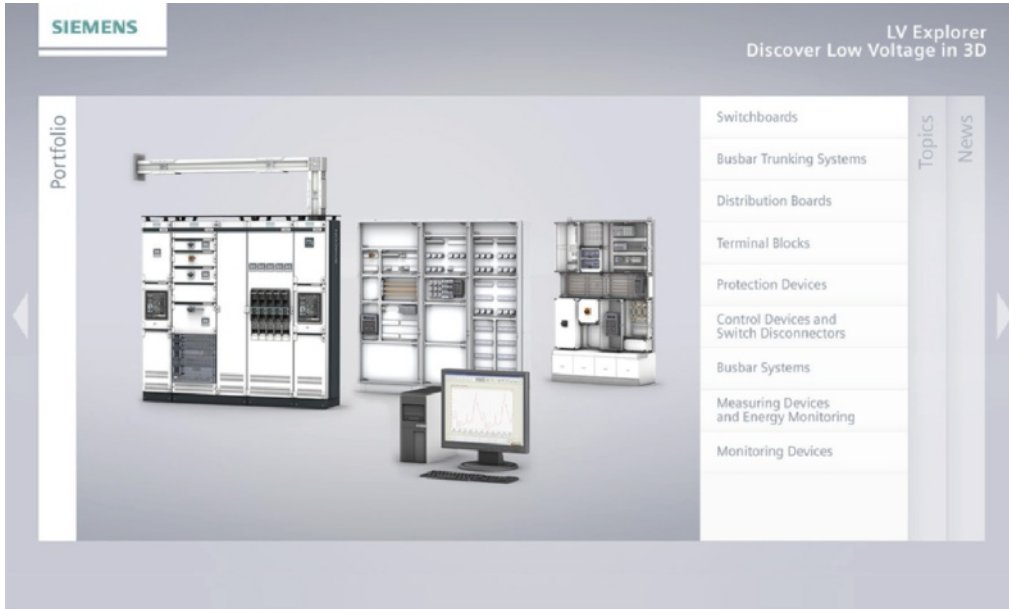 SIEMENS
LV Explorer
Discover Low Voltage in 3D
Portfolio
Switchboards
Busbar Trunking Systems
Distribution Boards
Terminal Blocks
Protection Devices
Control Devices and
Switch Disconnectors
Busbar Systems
Measuring Devices
and Energy Monitoring
Monitoring Devices
Topics
News